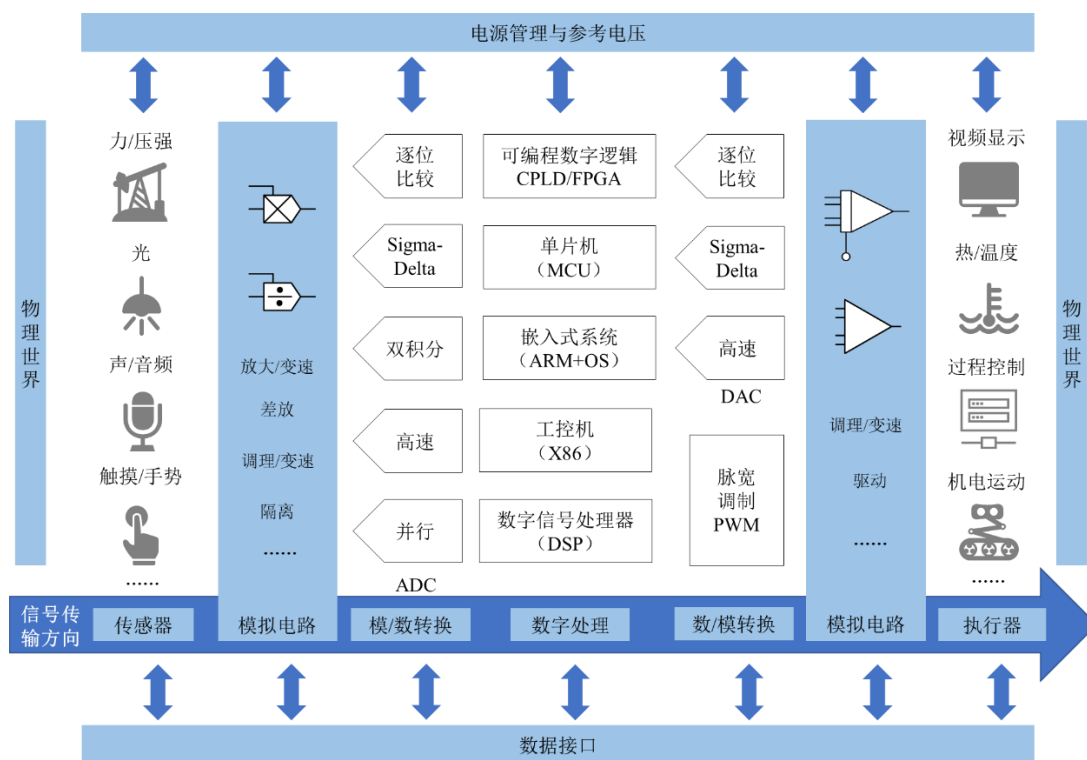 电源管理与参考电压
物理世界
力/压强
光
声/音频
触摸/手势
......
放大/变速
差放
调理/变速
隔离
......
逐位
比较
Sigma-
Delta
双积分
高速
并行
ADC
可编程数字逻辑
CPLD/FPGA
单片机
（MCU）
嵌入式系统
（ARM+OS）
工控机
（X86）
数字信号处理器
（DSP）
逐位
比较
Sigma-
Delta
高速
DAC
脉宽
调制
PWM
调理/变速
驱动
......
视频显示
热/温度
过程控制
机电运动
......
物理世界
信号传
输方向
传感器
模拟电路
模/数转换
数字处理
数/模转换
模拟电路
执行器
数据接口